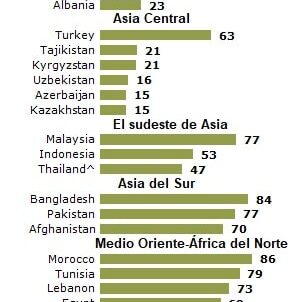 Albania 23
Asia Central
Turkey 63
Tajikistan 21
Kyrgyzstan 21
Uzbekistan 16
Azerbaijan 15
Kazakhstan 15
El sudeste de Asia
Malaysia 77
Indonesia 53
Thailand^ 47
Asia del Sur
Bangladesh 84
Pakistan 77
Afghanistan 70
Medio Oriente-África del Norte
Morocco 86
Tunisia 79
Lebanon 73